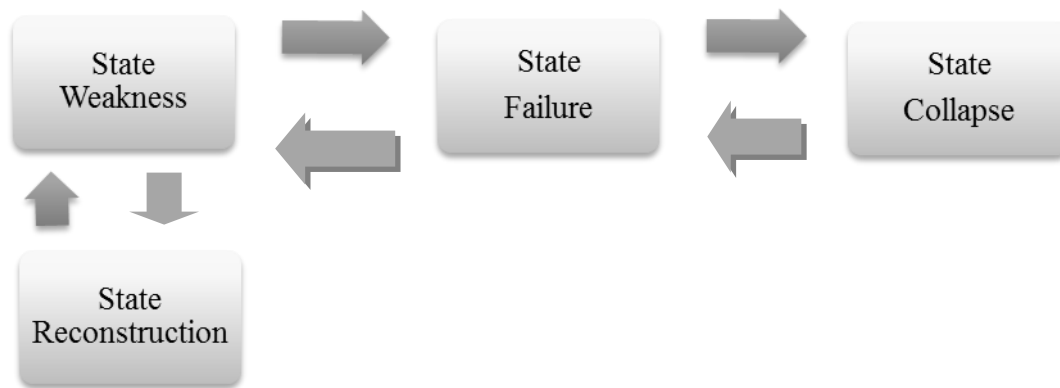 State
Weakness
State
Failure
State
Collapse
State
Reconstruction